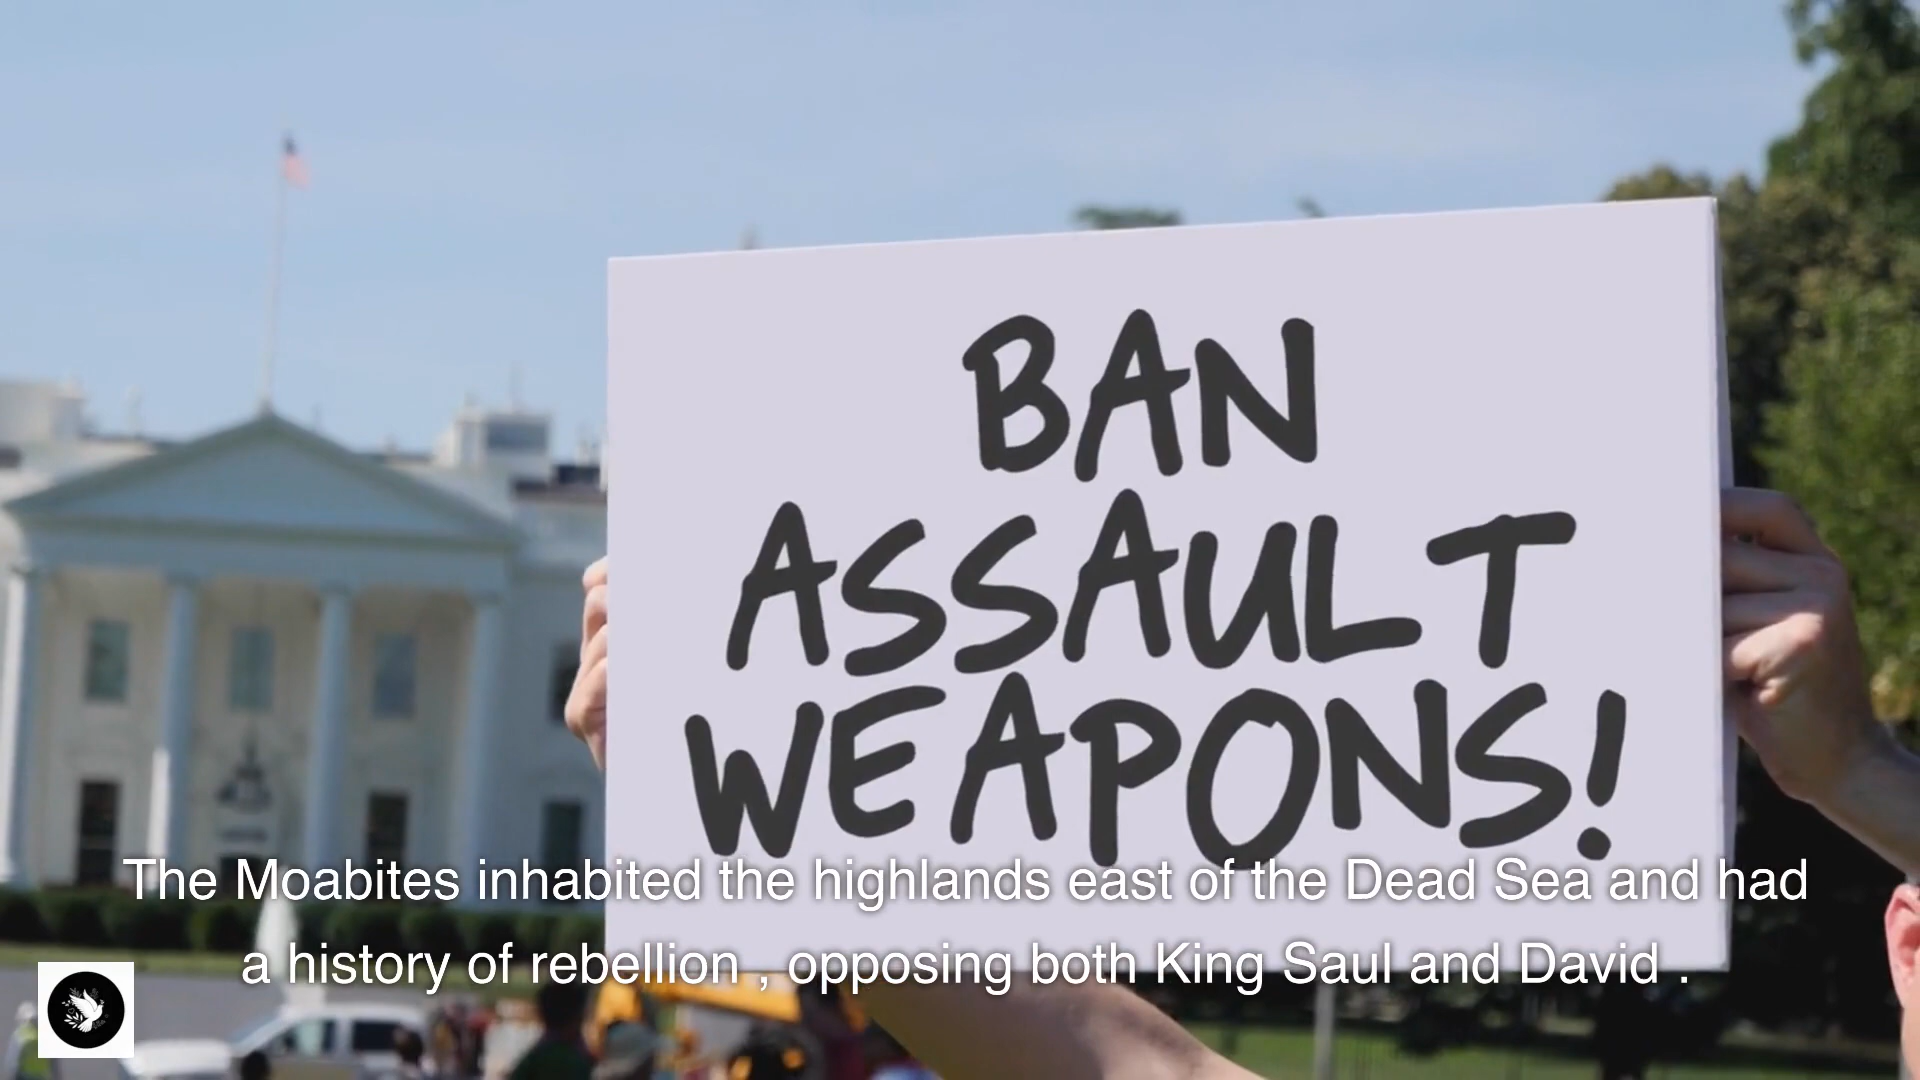 BAN
ASSAULT
WEAPONS!
The Moabites inhabited the highlands east of the Dead Sea and had
a history of rebellion , opposing both King Saul and David .